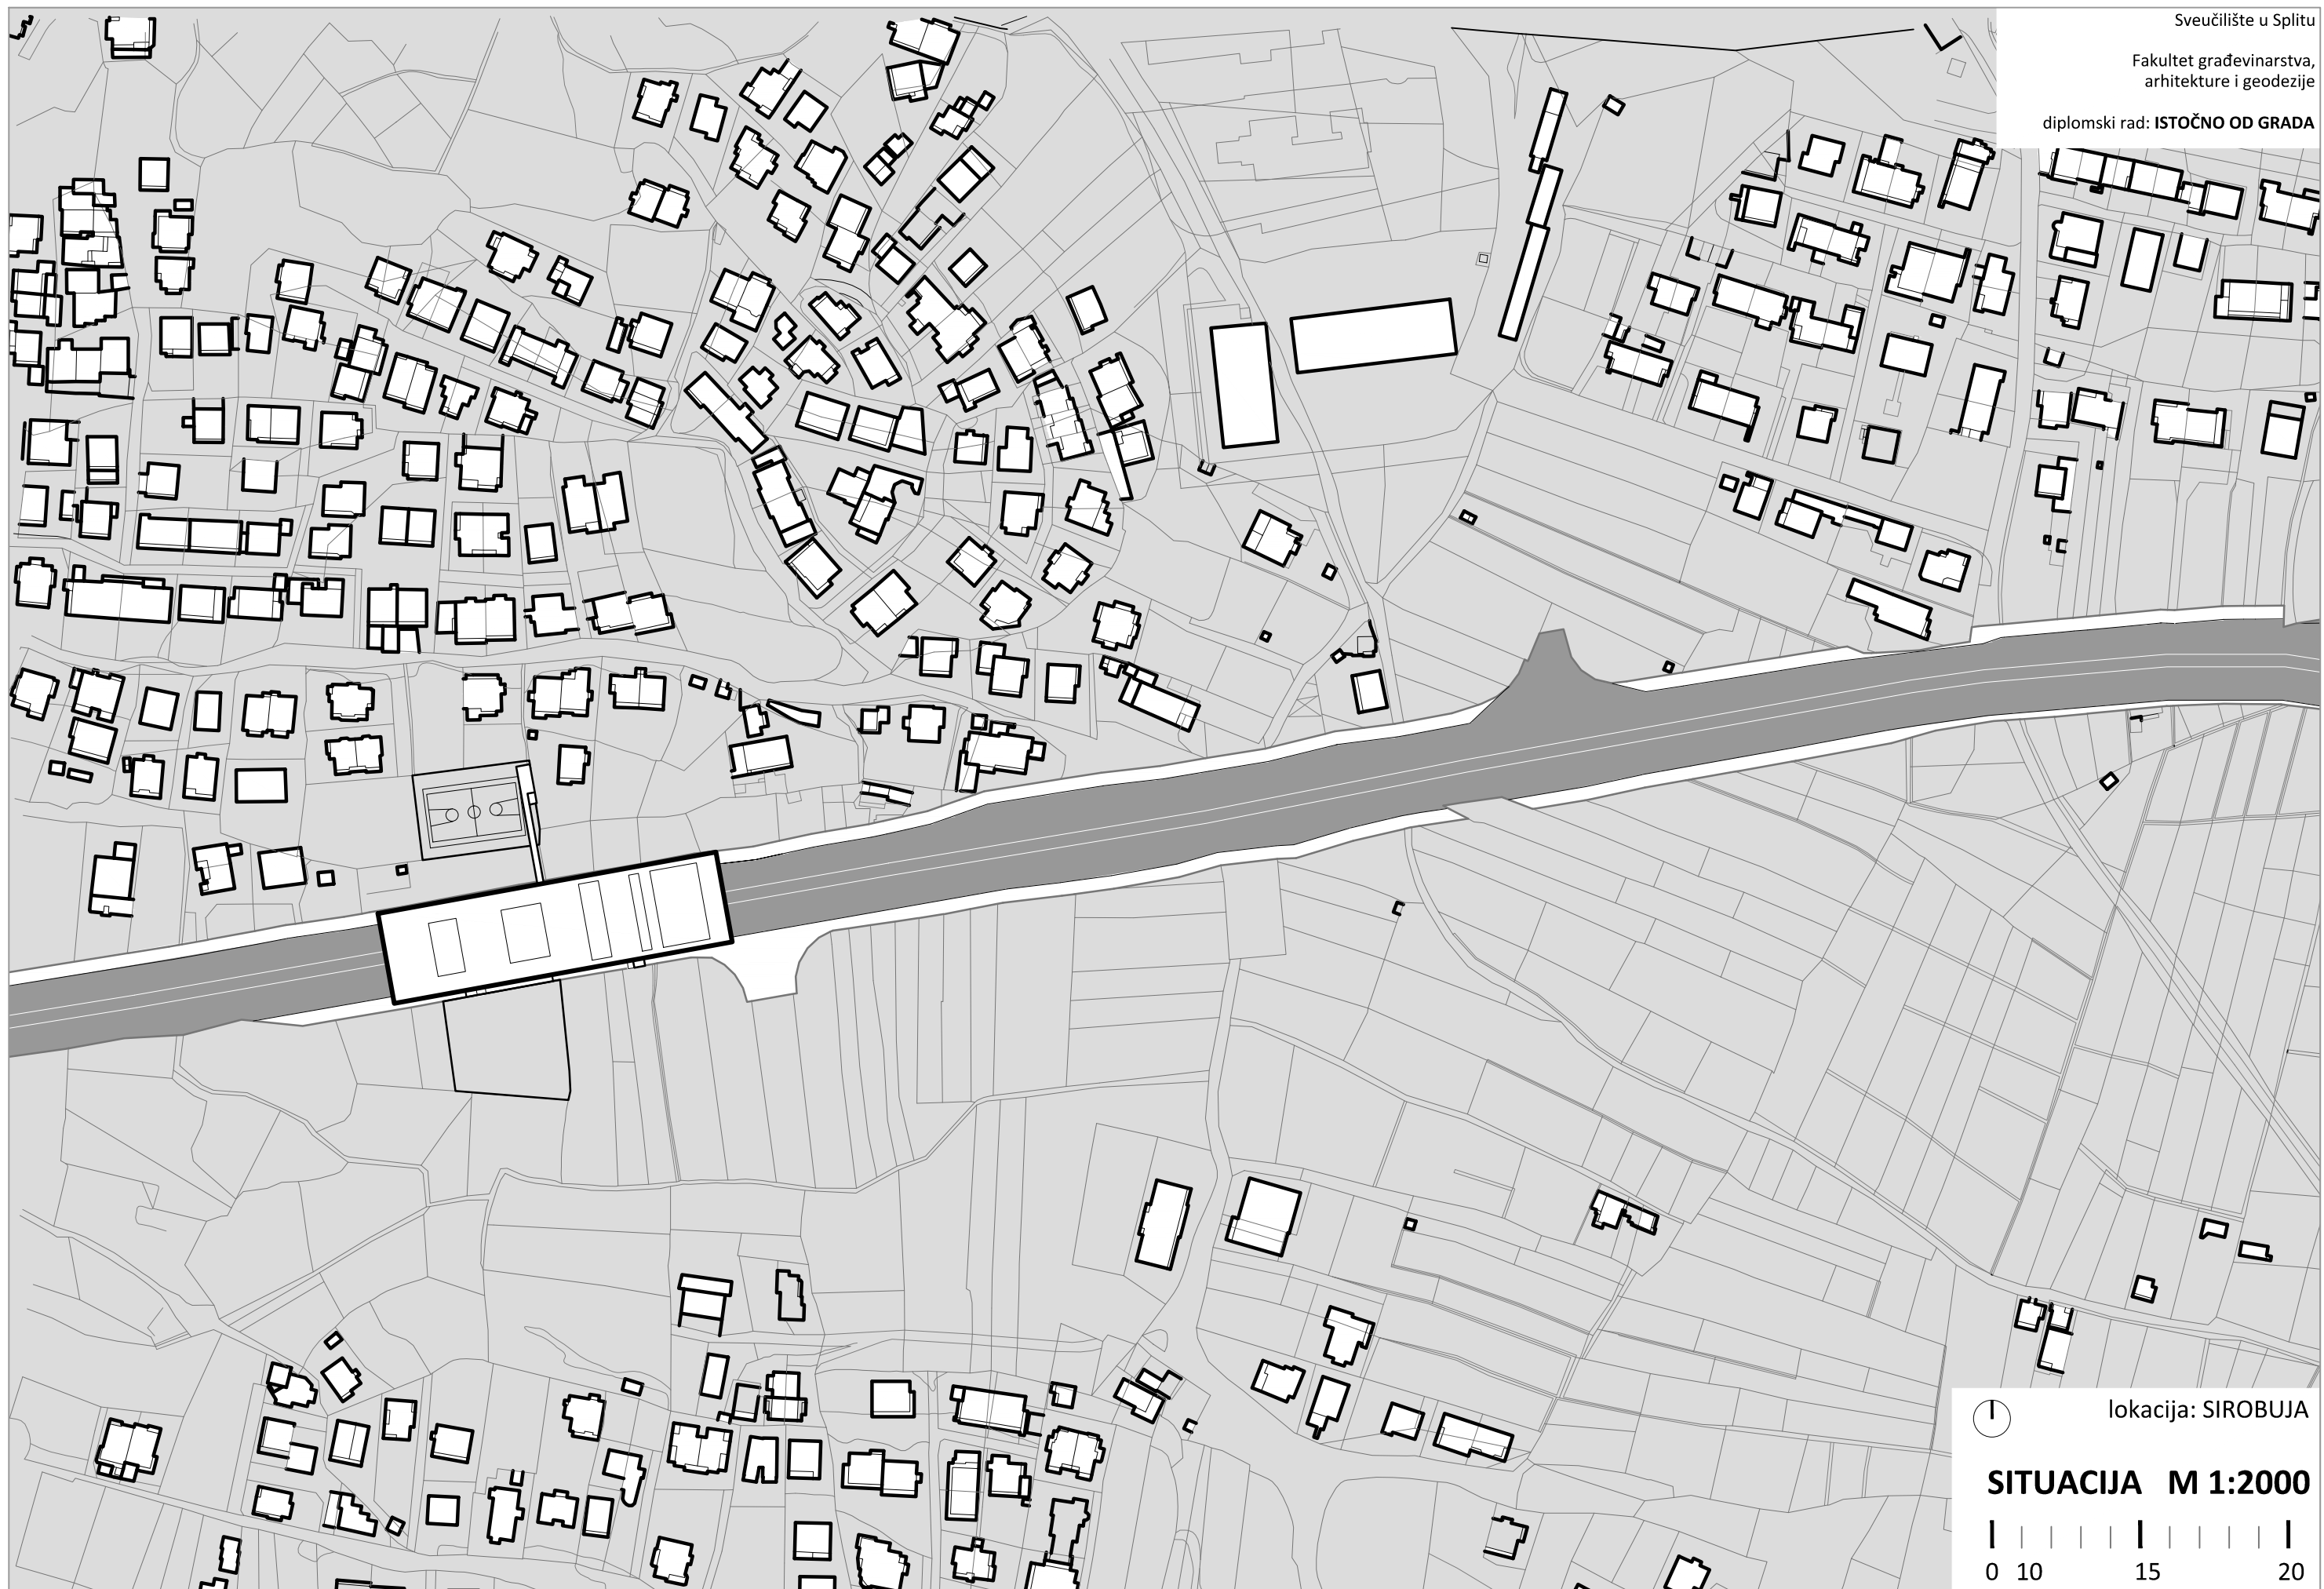 Sveučilište u Splitu
Fakultet građevinarstva,
arhitekture i geodezije
diplomski rad: ISTOČNO OD GRADA
lokacija: SIROBUJA
SITUACIJA M 1:2000
0 10 15 20